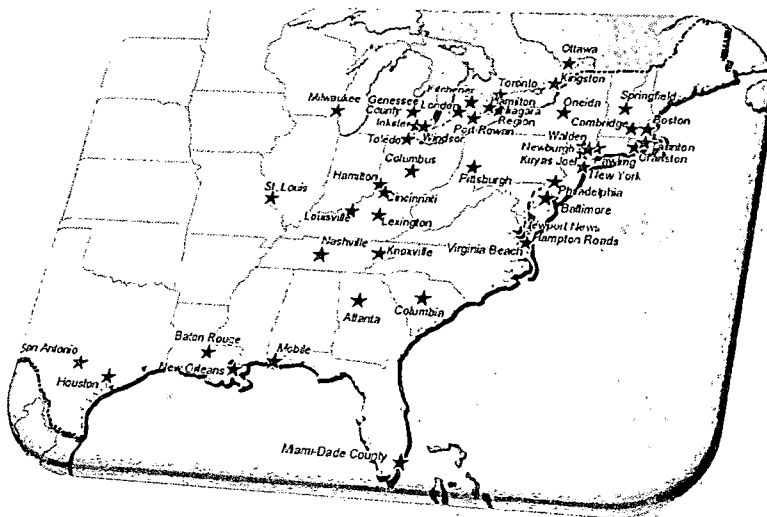 Ottawa
Kingston
Toronto
Kitchener
Hamilton
Niagara
Region
Oneida
Springfield
Milwaukee
Genessee
County
London
Port Rowan
Cambridge
Boston
Inkster
Windsor
Walden
Newburgh
Taunton
Cranston
Toledo
Kiryas Joel
Pawling
New York
Columbus
Pittsburgh
Hamilton
Cincinnati
Philadelphia
Baltimore
St. Louis
Louisville
Lexington
Newport News
Nashville
Knoxville
Virginia Beach
Hampton Roads
Atlanta
Columbia
Baton Rouge
Mobile
San Antonio
New Orleans
Houston
Miami-Dade County